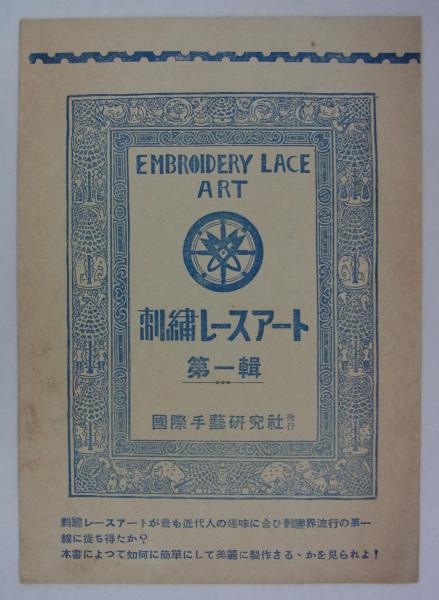 EMBROIDERY LACE
ART
刺繍レースアート
第一輯
國際手藝研究社発行
刺繍レースアートが最も近代人の趣味に合ひ刺繍界流行の第一
線に起ち得たか?
本書によつて如何に簡單にして美麗に製作さるゝかを見られよ!